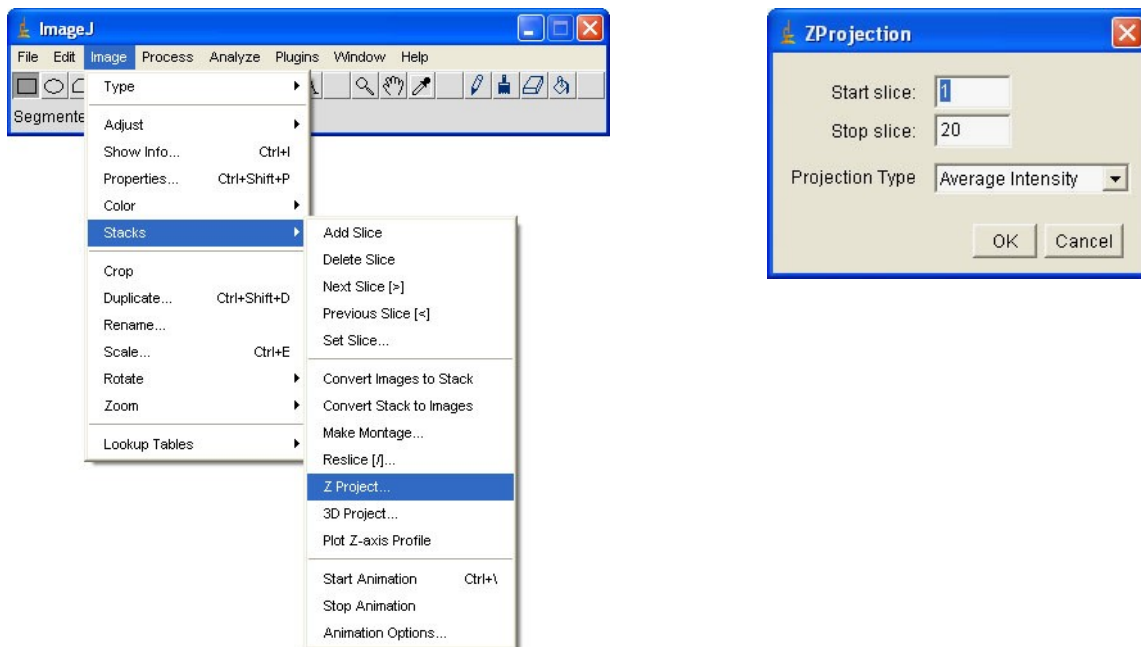 ImageJ
File Edit Image Process Analyze Plugins Window Help
Segmente
Type
Adjust
Show Info... Ctrl+I
Properties... Ctrl+Shift+P
Color
Stacks
Crop
Duplicate... Ctrl+Shift+D
Rename...
Scale... Ctrl+E
Rotate
Zoom
Lookup Tables
Add Slice
Delete Slice
Next Slice [>]
Previous Slice [<]
Set Slice...
Convert Images to Stack
Convert Stack to Images
Make Montage...
Reslice [/]...
Z Project...
3D Project...
Plot Z-axis Profile
Start Animation Ctrl+\
Stop Animation
Animation Options...
ZProjection
Start slice: 1
Stop slice: 20
Projection Type Average Intensity
OK Cancel